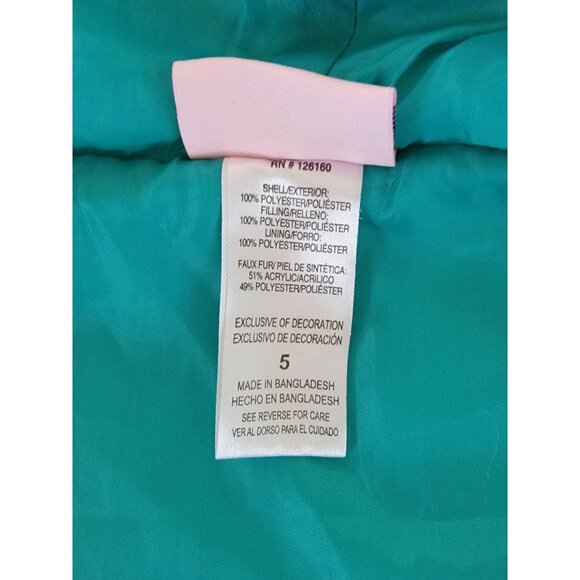 RN # 126160
SHELL/EXTERIOR:
100% POLYESTER/POLIÉSTER
FILLING/RELLENO:
100% POLYESTER/POLIÉSTER
LINING/FORRO:
100% POLYESTER/POLIÉSTER
FAUX FUR/ PIEL DE SINTÉTICA:
51% ACRYLIC/ACRILICO
49% POLYESTER/POLIÉSTER
EXCLUSIVE OF DECORATION
EXCLUSIVO DE DECORACIÓN
5
MADE IN BANGLADESH
HECHO EN BANGLADESH
SEE REVERSE FOR CARE
VER AL DORSO PARA EL CUIDADO